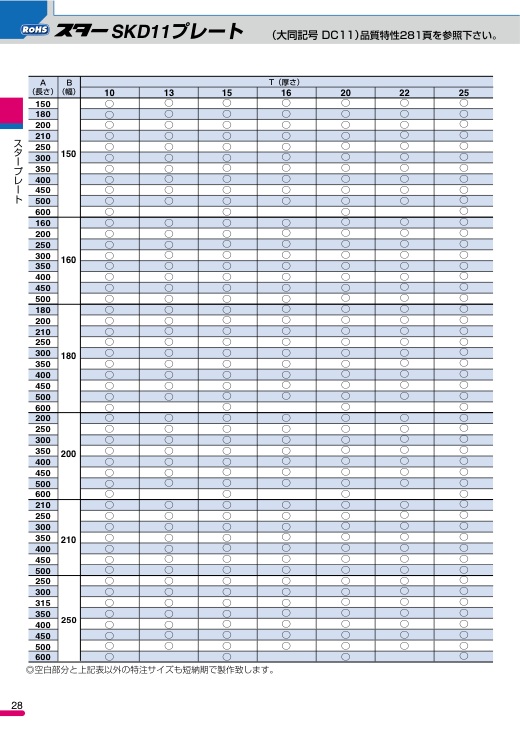 RoHS スター SKD11プレート （大同記号 DC11）品質特性281頁を参照下さい。
スタープレート
A（長さ） B（幅） T（厚さ）
10 13 15 16 20 22 25
150 ○ ○ ○ ○ ○ ○ ○
180 ○ ○ ○ ○ ○ ○ ○
200 ○ ○ ○ ○ ○ ○ ○
210 ○ ○ ○ ○ ○ ○ ○
250 ○ ○ ○ ○ ○ ○ ○
300 150 ○ ○ ○ ○ ○ ○ ○
350 ○ ○ ○ ○ ○ ○ ○
400 ○ ○ ○ ○ ○ ○ ○
450 ○ ○ ○ ○ ○ ○ ○
500 ○ ○ ○ ○ ○ ○ ○
600 ○ ○ ○ ○
160 ○ ○ ○ ○ ○ ○ ○
200 ○ ○ ○ ○ ○ ○ ○
250 ○ ○ ○ ○ ○ ○ ○
300 160 ○ ○ ○ ○ ○ ○ ○
350 ○ ○ ○ ○ ○ ○ ○
400 ○ ○ ○ ○ ○ ○ ○
450 ○ ○ ○ ○ ○ ○ ○
500 ○ ○ ○ ○ ○ ○ ○
180 ○ ○ ○ ○ ○ ○ ○
200 ○ ○ ○ ○ ○ ○ ○
210 ○ ○ ○ ○ ○ ○ ○
250 ○ ○ ○ ○ ○ ○ ○
300 180 ○ ○ ○ ○ ○ ○ ○
350 ○ ○ ○ ○ ○ ○ ○
400 ○ ○ ○ ○ ○ ○ ○
450 ○ ○ ○ ○ ○ ○ ○
500 ○ ○ ○ ○ ○ ○ ○
600 ○ ○ ○ ○
200 ○ ○ ○ ○ ○ ○ ○
250 ○ ○ ○ ○ ○ ○ ○
300 ○ ○ ○ ○ ○ ○ ○
350 200 ○ ○ ○ ○ ○ ○ ○
400 ○ ○ ○ ○ ○ ○ ○
450 ○ ○ ○ ○ ○ ○ ○
500 ○ ○ ○ ○ ○ ○ ○
600 ○ ○ ○ ○
210 ○ ○ ○ ○ ○ ○ ○
250 ○ ○ ○ ○ ○ ○ ○
300 ○ ○ ○ ○ ○ ○ ○
350 210 ○ ○ ○ ○ ○ ○ ○
400 ○ ○ ○ ○ ○ ○ ○
450 ○ ○ ○ ○ ○ ○ ○
500 ○ ○ ○ ○ ○ ○ ○
250 ○ ○ ○ ○ ○ ○ ○
300 ○ ○ ○ ○ ○ ○ ○
315 ○ ○ ○ ○ ○ ○ ○
350 ○ ○ ○ ○ ○ ○ ○
400 250 ○ ○ ○ ○ ○ ○ ○
450 ○ ○ ○ ○ ○ ○ ○
500 ○ ○ ○ ○ ○ ○ ○
600 ○ ○ ○ ○
◎空白部分と上記表以外の特注サイズも短納期で製作致します。
28